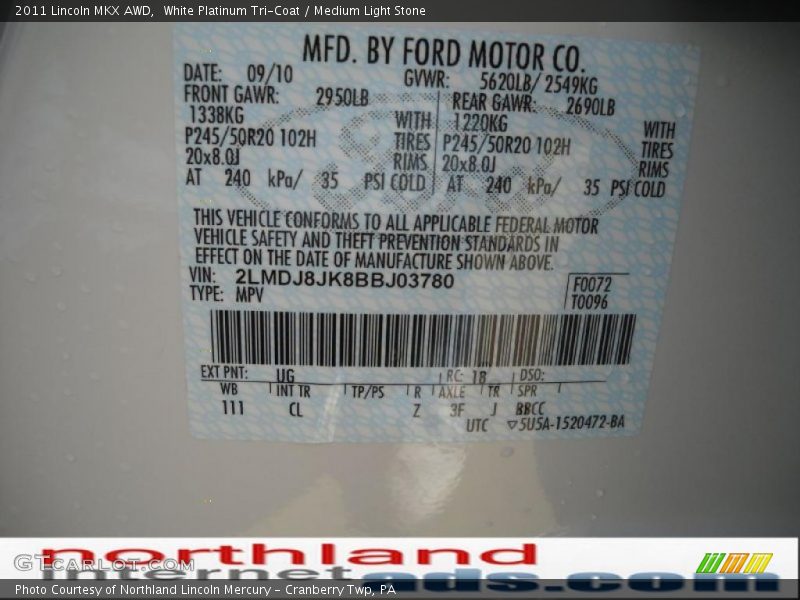 2011 Lincoln MKX AWD,  White Platinum Tri-Coat / Medium Light Stone
MFD. BY FORD MOTOR CO.
DATE: 09/10 GVWR: 5620LB/ 2549KG
FRONT GAWR: 2950LB REAR GAWR: 2690LB
1338KG WITH 1220KG WITH
P245/50R20 102H TIRES P245/50R20 102H TIRES
20x8.0J RIMS 20x8.0J RIMS
AT 240 kPa/ 35 PSI COLD AT 240 kPa/ 35 PSI COLD
THIS VEHICLE CONFORMS TO ALL APPLICABLE FEDERAL MOTOR
VEHICLE SAFETY AND THEFT PREVENTION STANDARDS IN
EFFECT ON THE DATE OF MANUFACTURE SHOWN ABOVE.
VIN: 2LMDJ8JK8BBJ03780 F0072
TYPE: MPV T0096
EXT PNT: UG RC: 18 DSO:
WB INT TR TP/PS R AXLE TR SPR
111 CL Z 3F J BBCC
UTC ▽5U5A-1520472-BA
northland
GTCarLot.com
internetads.com
Photo Courtesy of Northland Lincoln Mercury - Cranberry Twp, PA